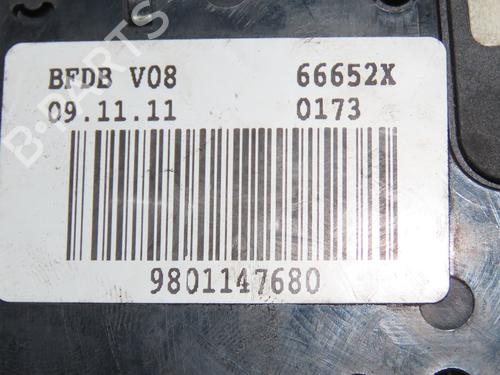 BFDB V08 66652X
09.11.11 0173
9801147680
B-PARTS